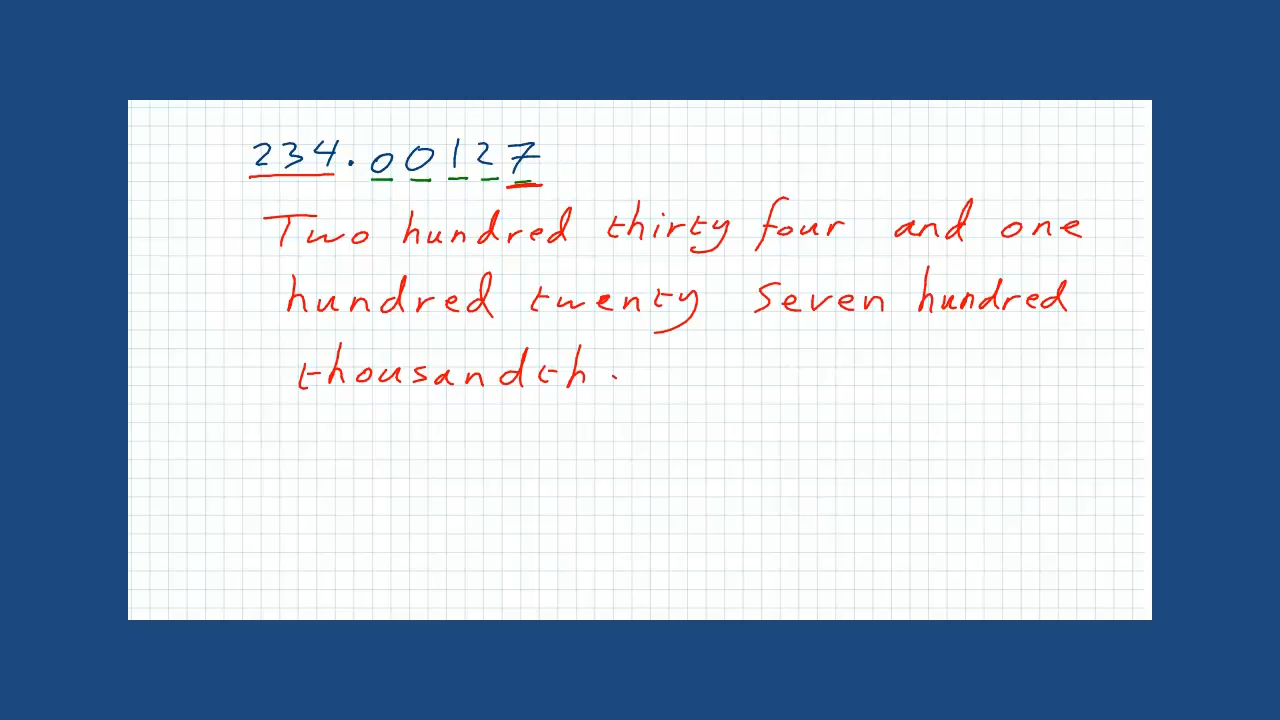 234.00127
Two hundred thirty four and one
hundred twenty seven hundred
thousandth.